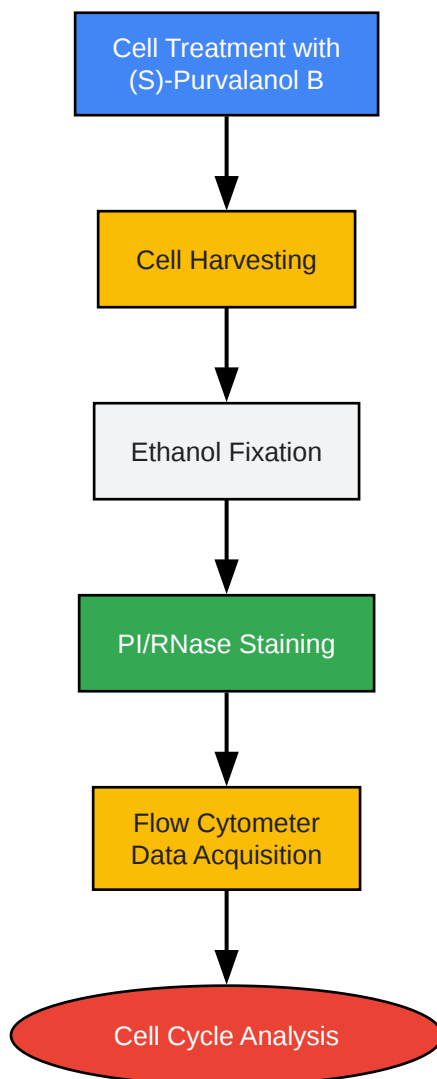 Cell Treatment with
(S)-Purvalanol B
Cell Harvesting
Ethanol Fixation
PI/RNase Staining
Flow Cytometer
Data Acquisition
Cell Cycle Analysis